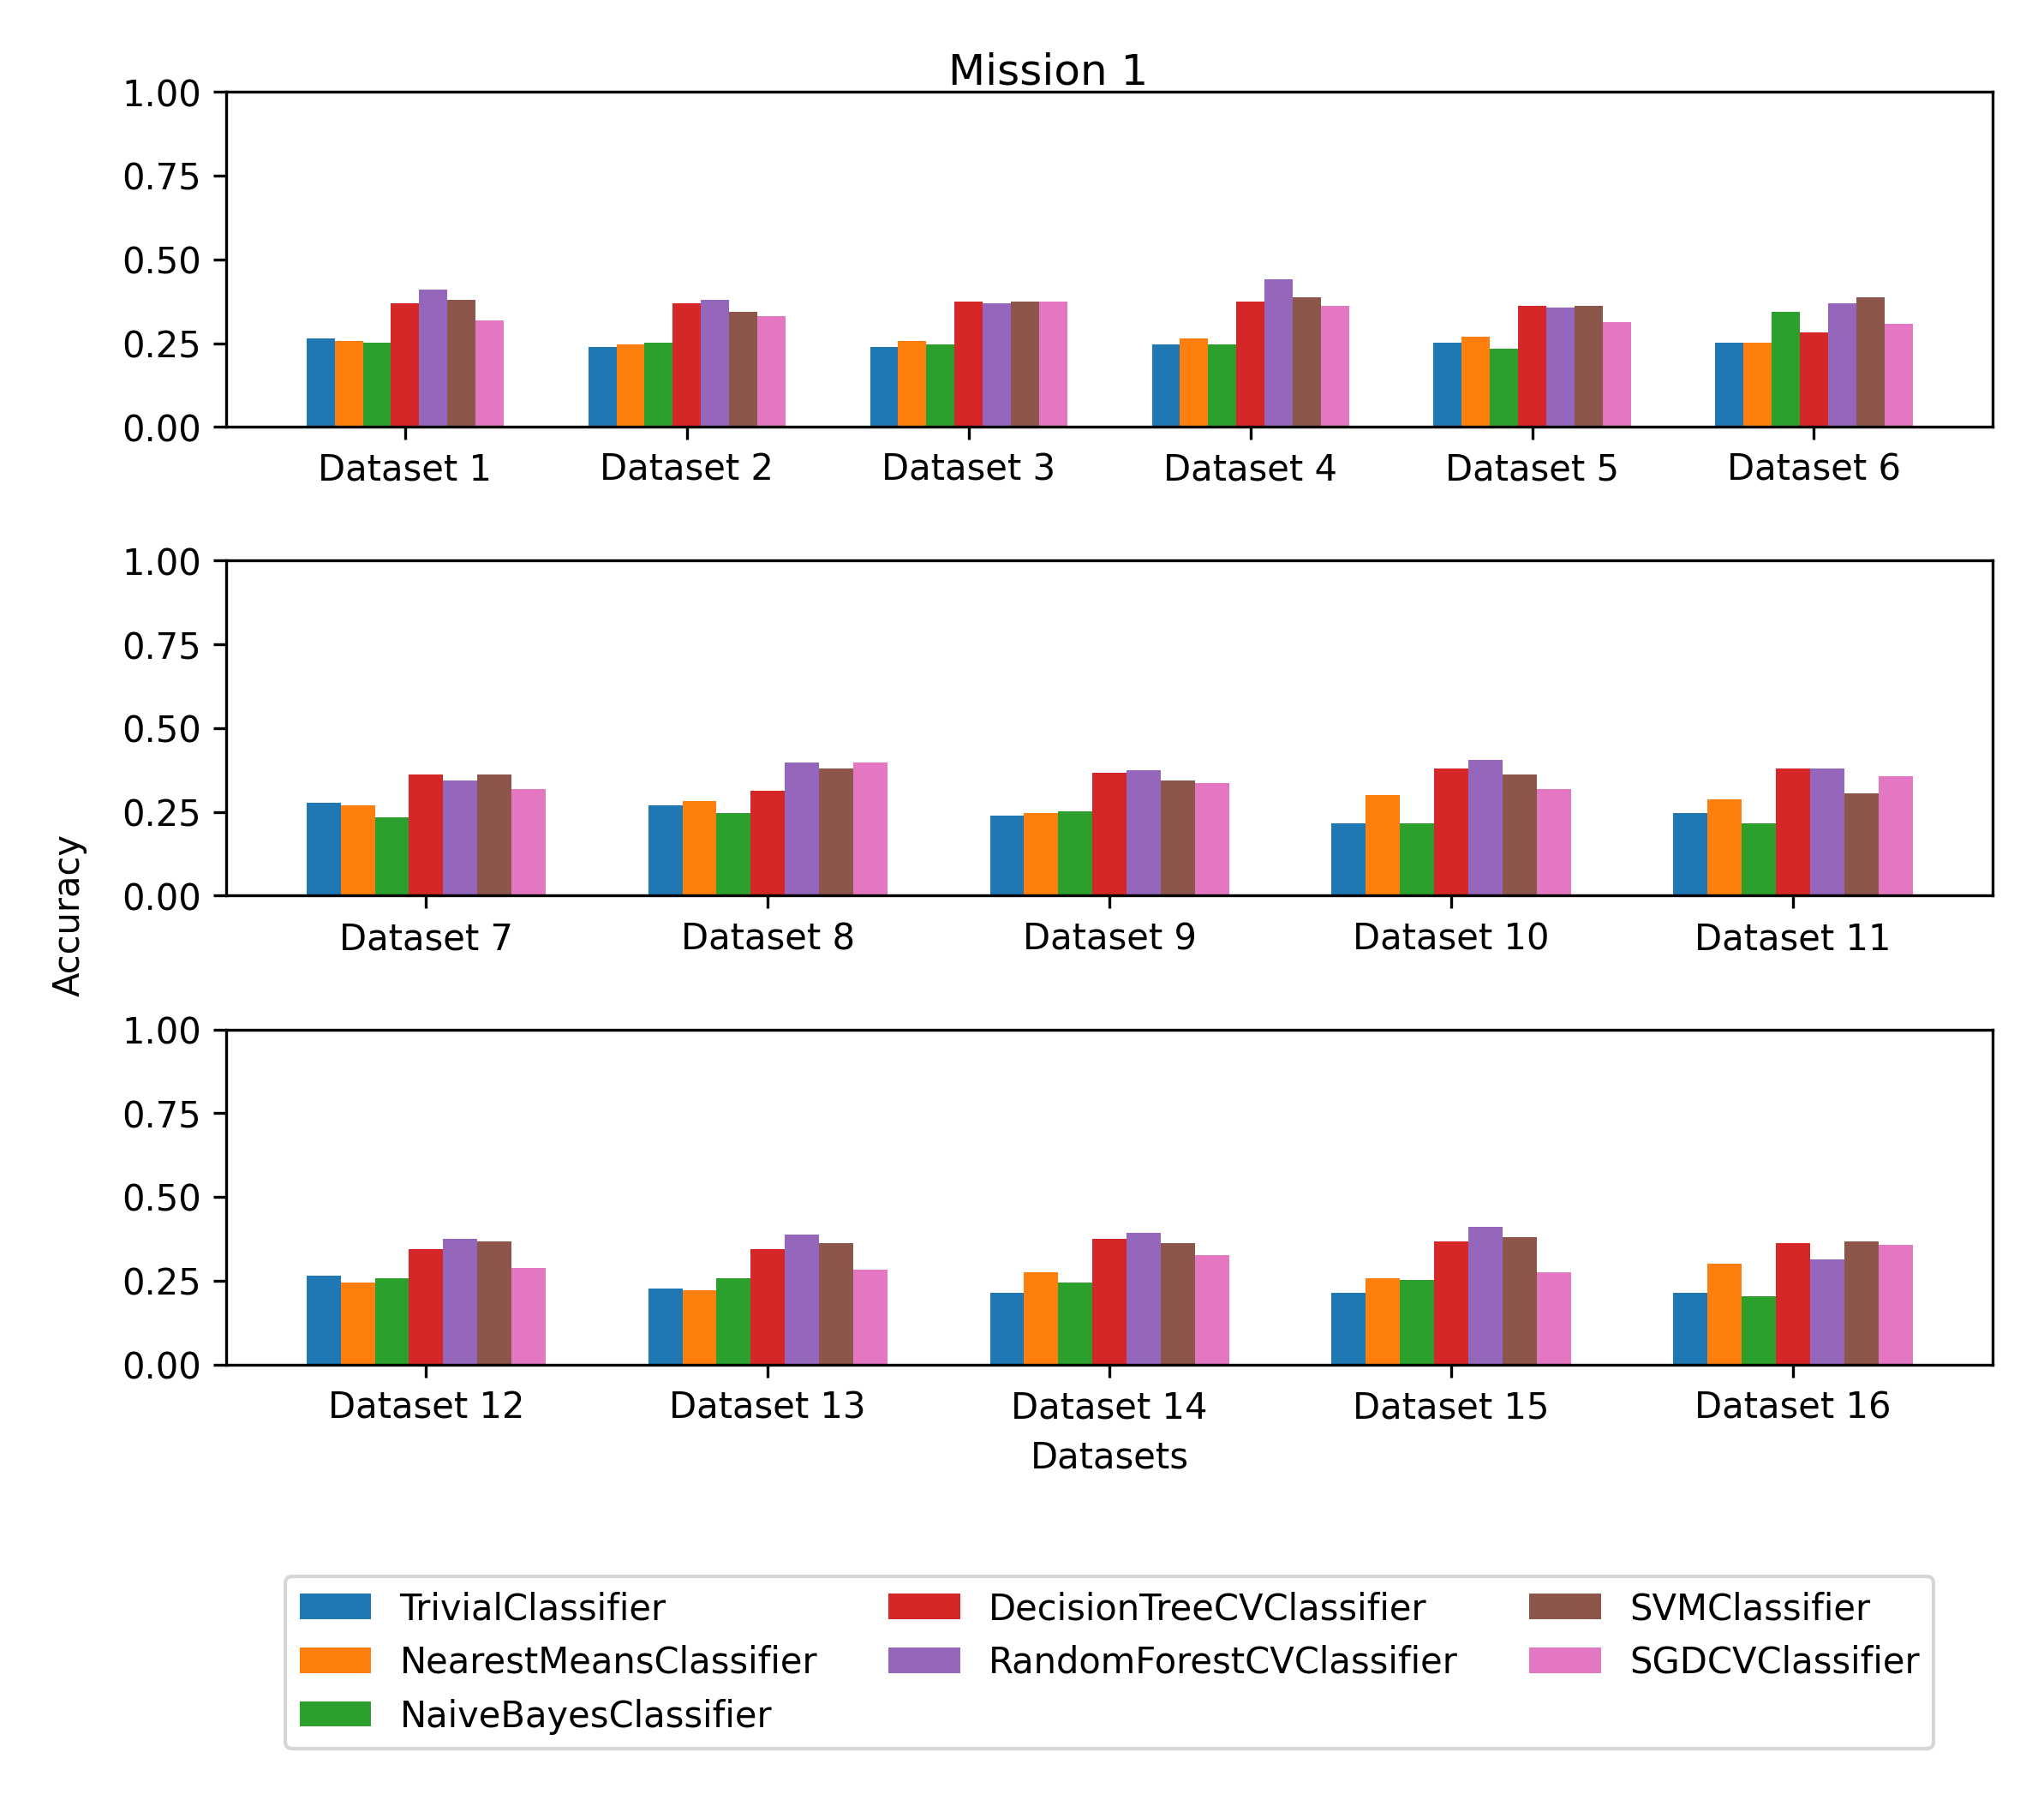 Mission 1
1.00
0.75
0.50
0.25
0.00
Dataset 1 Dataset 2 Dataset 3 Dataset 4 Dataset 5 Dataset 6
1.00
0.75
0.50
0.25
0.00
Dataset 7 Dataset 8 Dataset 9 Dataset 10 Dataset 11
Accuracy
1.00
0.75
0.50
0.25
0.00
Dataset 12 Dataset 13 Dataset 14 Dataset 15 Dataset 16
Datasets
TrivialClassifier
NearestMeansClassifier
NaiveBayesClassifier
DecisionTreeCVClassifier
RandomForestCVClassifier
SVMClassifier
SGDCVClassifier